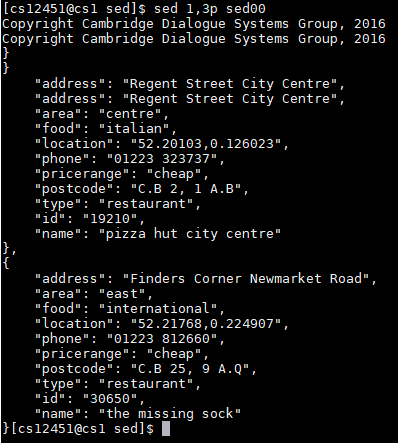 [cs12451@cs1 sed]$ sed 1,3p sed00
Copyright Cambridge Dialogue Systems Group, 2016
Copyright Cambridge Dialogue Systems Group, 2016
}
}
    "address": "Regent Street City Centre",
    "address": "Regent Street City Centre",
    "area": "centre",
    "food": "italian",
    "location": "52.20103,0.126023",
    "phone": "01223 323737",
    "pricerange": "cheap",
    "postcode": "C.B 2, 1 A.B",
    "type": "restaurant",
    "id": "19210",
    "name": "pizza hut city centre"
},
{
    "address": "Finders Corner Newmarket Road",
    "area": "east",
    "food": "international",
    "location": "52.21768,0.224907",
    "phone": "01223 812660",
    "pricerange": "cheap",
    "postcode": "C.B 25, 9 A.Q",
    "type": "restaurant",
    "id": "30650",
    "name": "the missing sock"
}[cs12451@cs1 sed]$